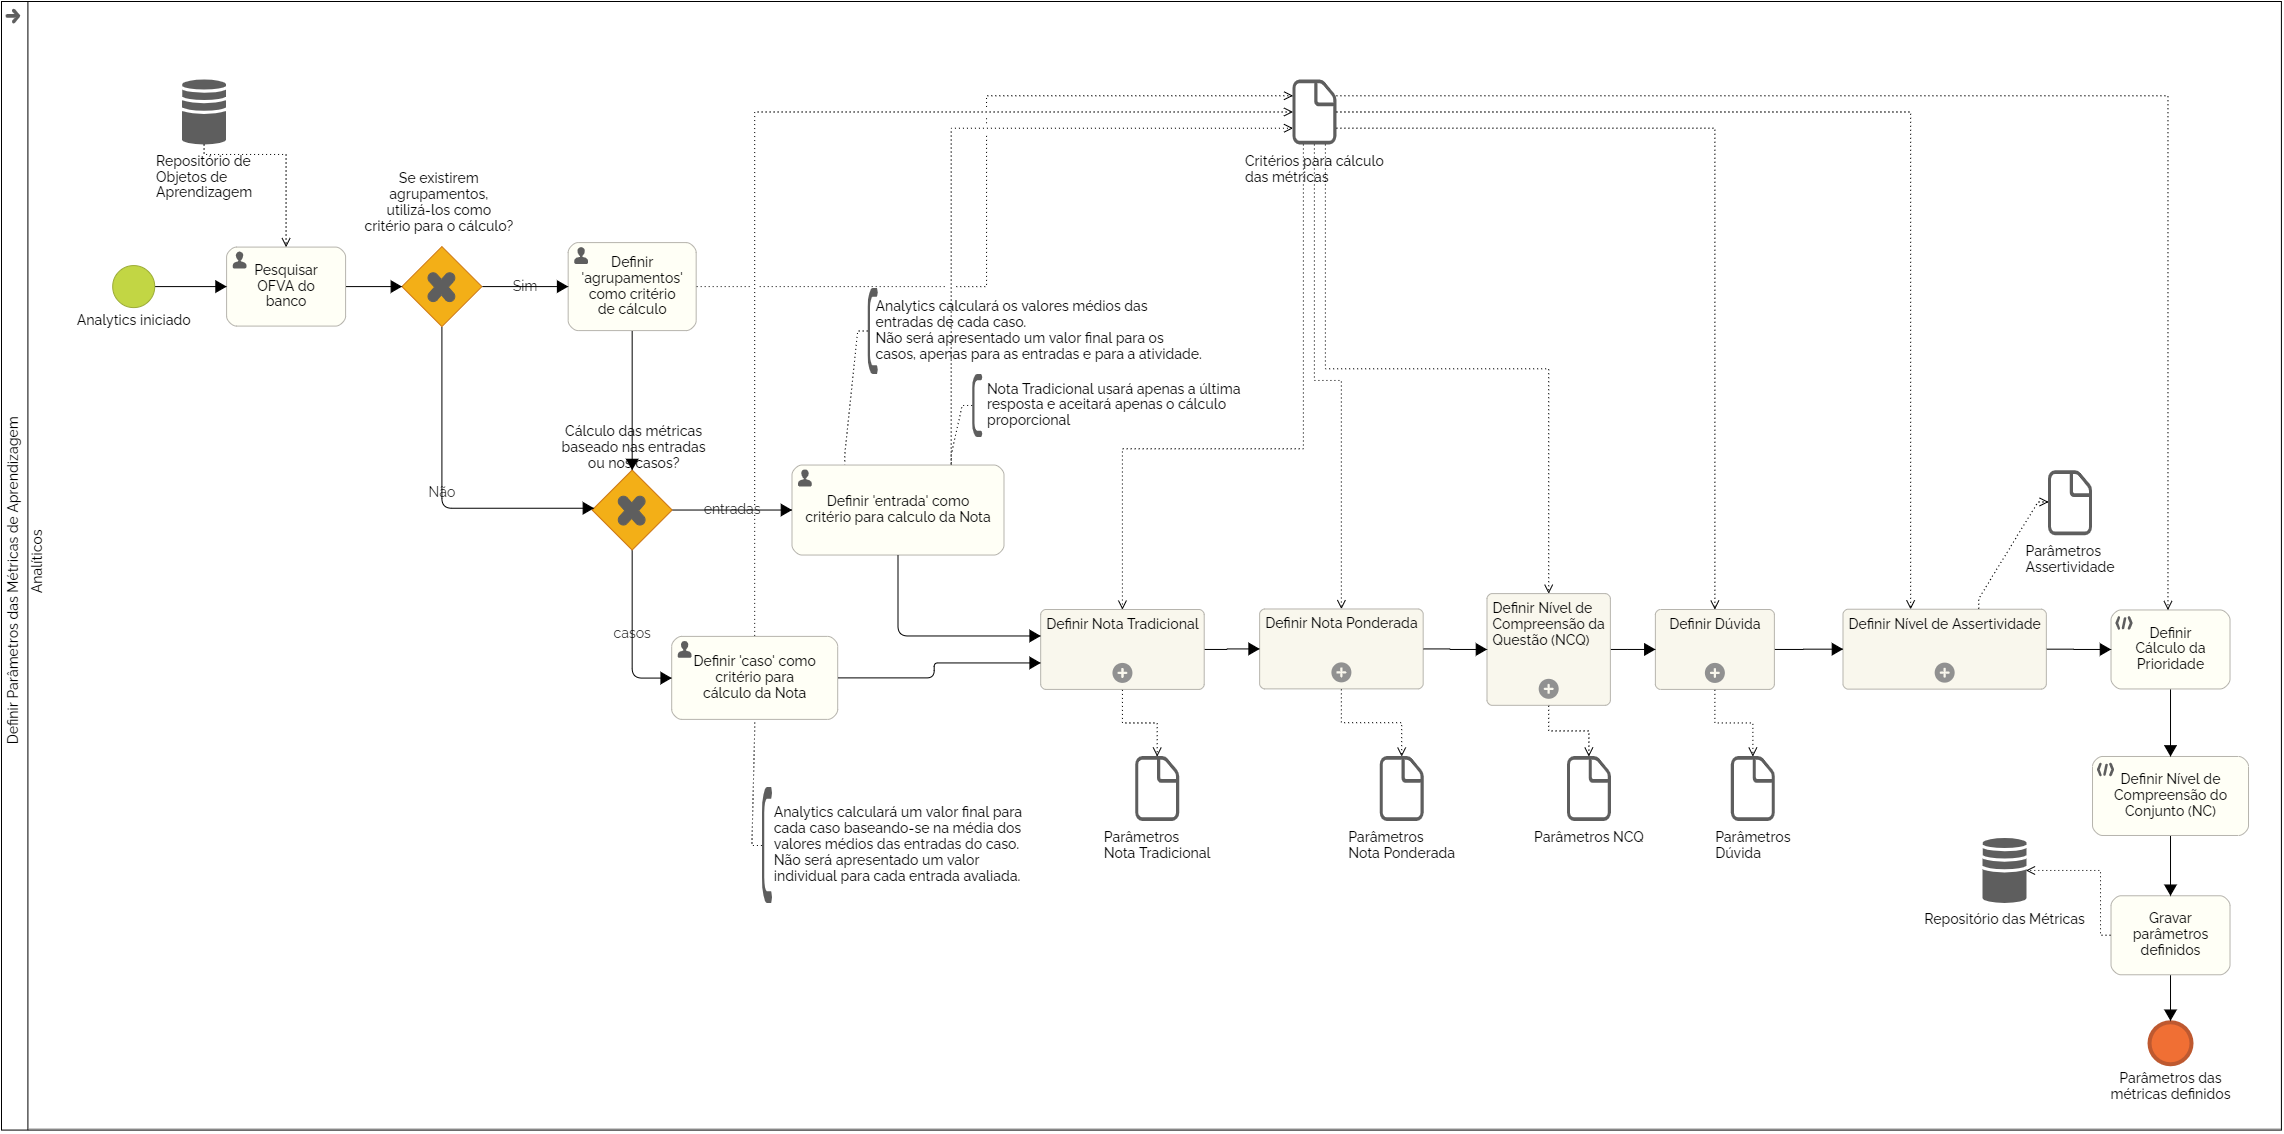 Definir Parâmetros das Métricas de Aprendizagem
Analíticos
Repositório de
Objetos de
Aprendizagem
Analytics iniciado
Pesquisar
OFVA do
banco
Se existirem
agrupamentos,
utilizá-los como
critério para o cálculo?
Sim
Não
Definir
'agrupamentos'
como critério
de cálculo
Cálculo das métricas
baseado nas entradas
ou nos casos?
entradas
casos
Analytics calculará os valores médios das
entradas de cada caso.
Não será apresentado um valor final para os
casos, apenas para as entradas e para a atividade.
Nota Tradicional usará apenas a última
resposta e aceitará apenas o cálculo
proporcional
Definir 'entrada' como
critério para calculo da Nota
Definir 'caso' como
critério para
cálculo da Nota
Analytics calculará um valor final para
cada caso baseando-se na média dos
valores médios das entradas do caso.
Não será apresentado um valor
individual para cada entrada avaliada.
Critérios para cálculo
das métricas
Definir Nota Tradicional
Parâmetros
Nota Tradicional
Definir Nota Ponderada
Parâmetros
Nota Ponderada
Definir Nível de
Compreensão da
Questão (NCQ)
Parâmetros NCQ
Definir Dúvida
Parâmetros
Dúvida
Definir Nível de Assertividade
Parâmetros
Assertividade
Definir
Cálculo da
Prioridade
Definir Nível de
Compreensão do
Conjunto (NC)
Repositório das Métricas
Gravar
parâmetros
definidos
Parâmetros das
métricas definidos